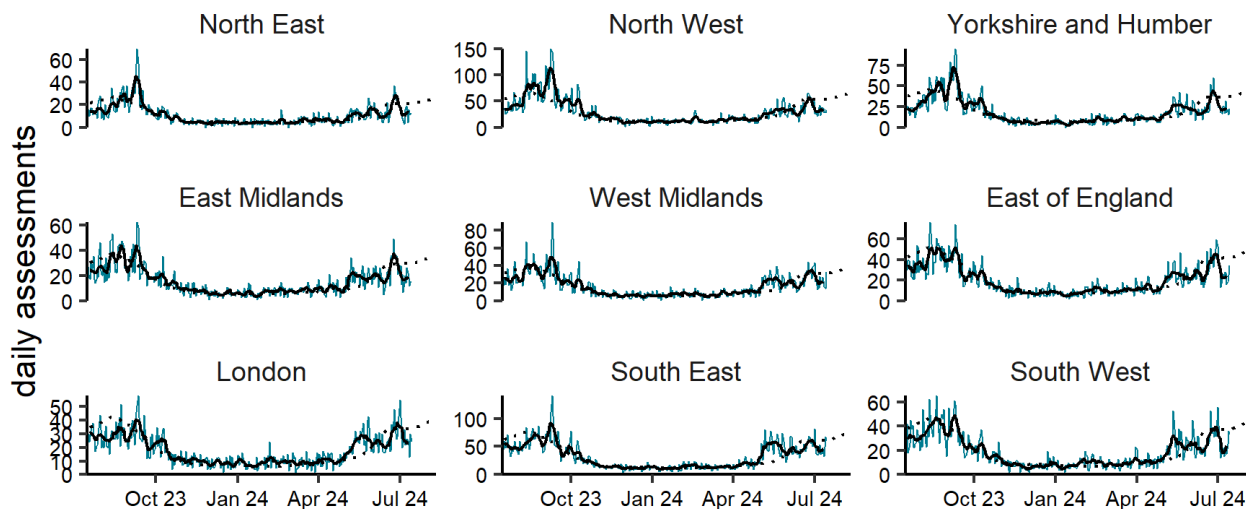 daily assessments
North East
60
40
20
0
North West
150
100
50
0
Yorkshire and Humber
75
50
25
0
East Midlands
60
40
20
0
West Midlands
80
60
40
20
0
East of England
60
40
20
0
London
50
40
30
20
10
0
Oct 23 Jan 24 Apr 24 Jul 24
South East
100
50
0
Oct 23 Jan 24 Apr 24 Jul 24
South West
60
40
20
0
Oct 23 Jan 24 Apr 24 Jul 24